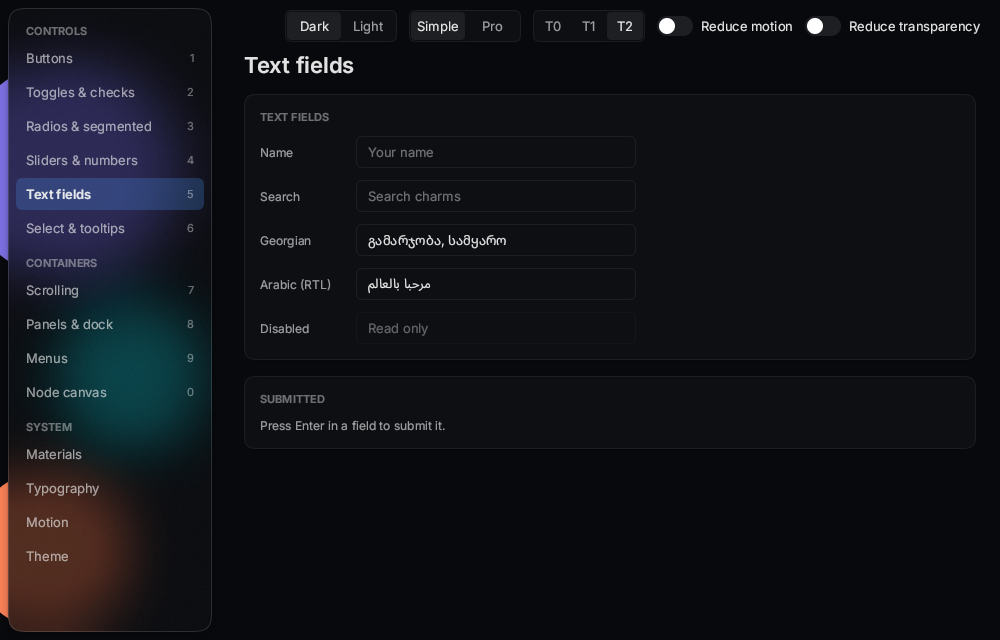 Dark Light Simple Pro T0 T1 T2 Reduce motion Reduce transparency
CONTROLS
Buttons 1
Toggles & checks 2
Radios & segmented 3
Sliders & numbers 4
Text fields 5
Select & tooltips 6
CONTAINERS
Scrolling 7
Panels & dock 8
Menus 9
Node canvas 0
SYSTEM
Materials
Typography
Motion
Theme
Text fields
TEXT FIELDS
Name Your name
Search Search charms
Georgian გამარჯობა, სამყარო
Arabic (RTL) مرحبا بالعالم
Disabled Read only
SUBMITTED
Press Enter in a field to submit it.